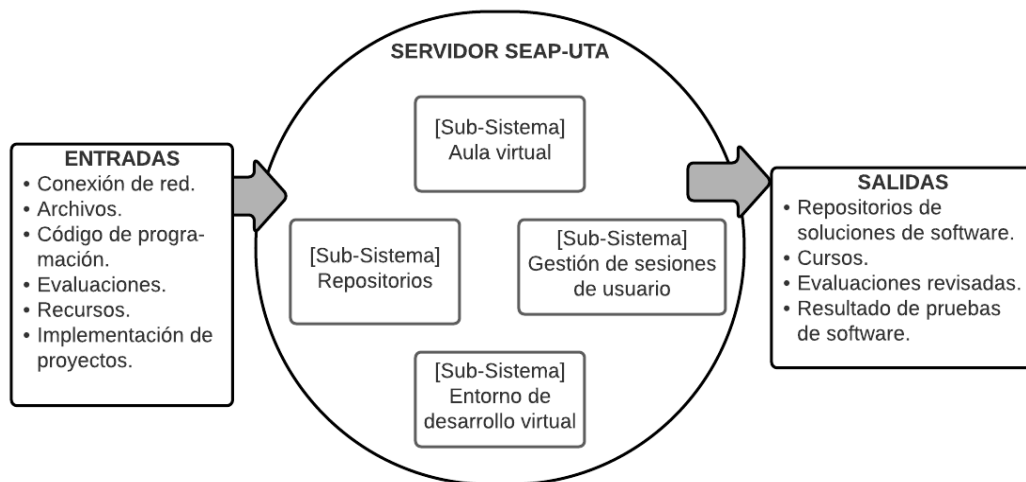 SERVIDOR SEAP-UTA
ENTRADAS
• Conexión de red.
• Archivos.
• Código de progra-
mación.
• Evaluaciones.
• Recursos.
• Implementación de
proyectos.
[Sub-Sistema]
Aula virtual
[Sub-Sistema]
Repositorios
[Sub-Sistema]
Gestión de sesiones
de usuario
[Sub-Sistema]
Entorno de
desarrollo virtual
SALIDAS
• Repositorios de
soluciones de software.
• Cursos.
• Evaluaciones revisadas.
• Resultado de pruebas
de software.